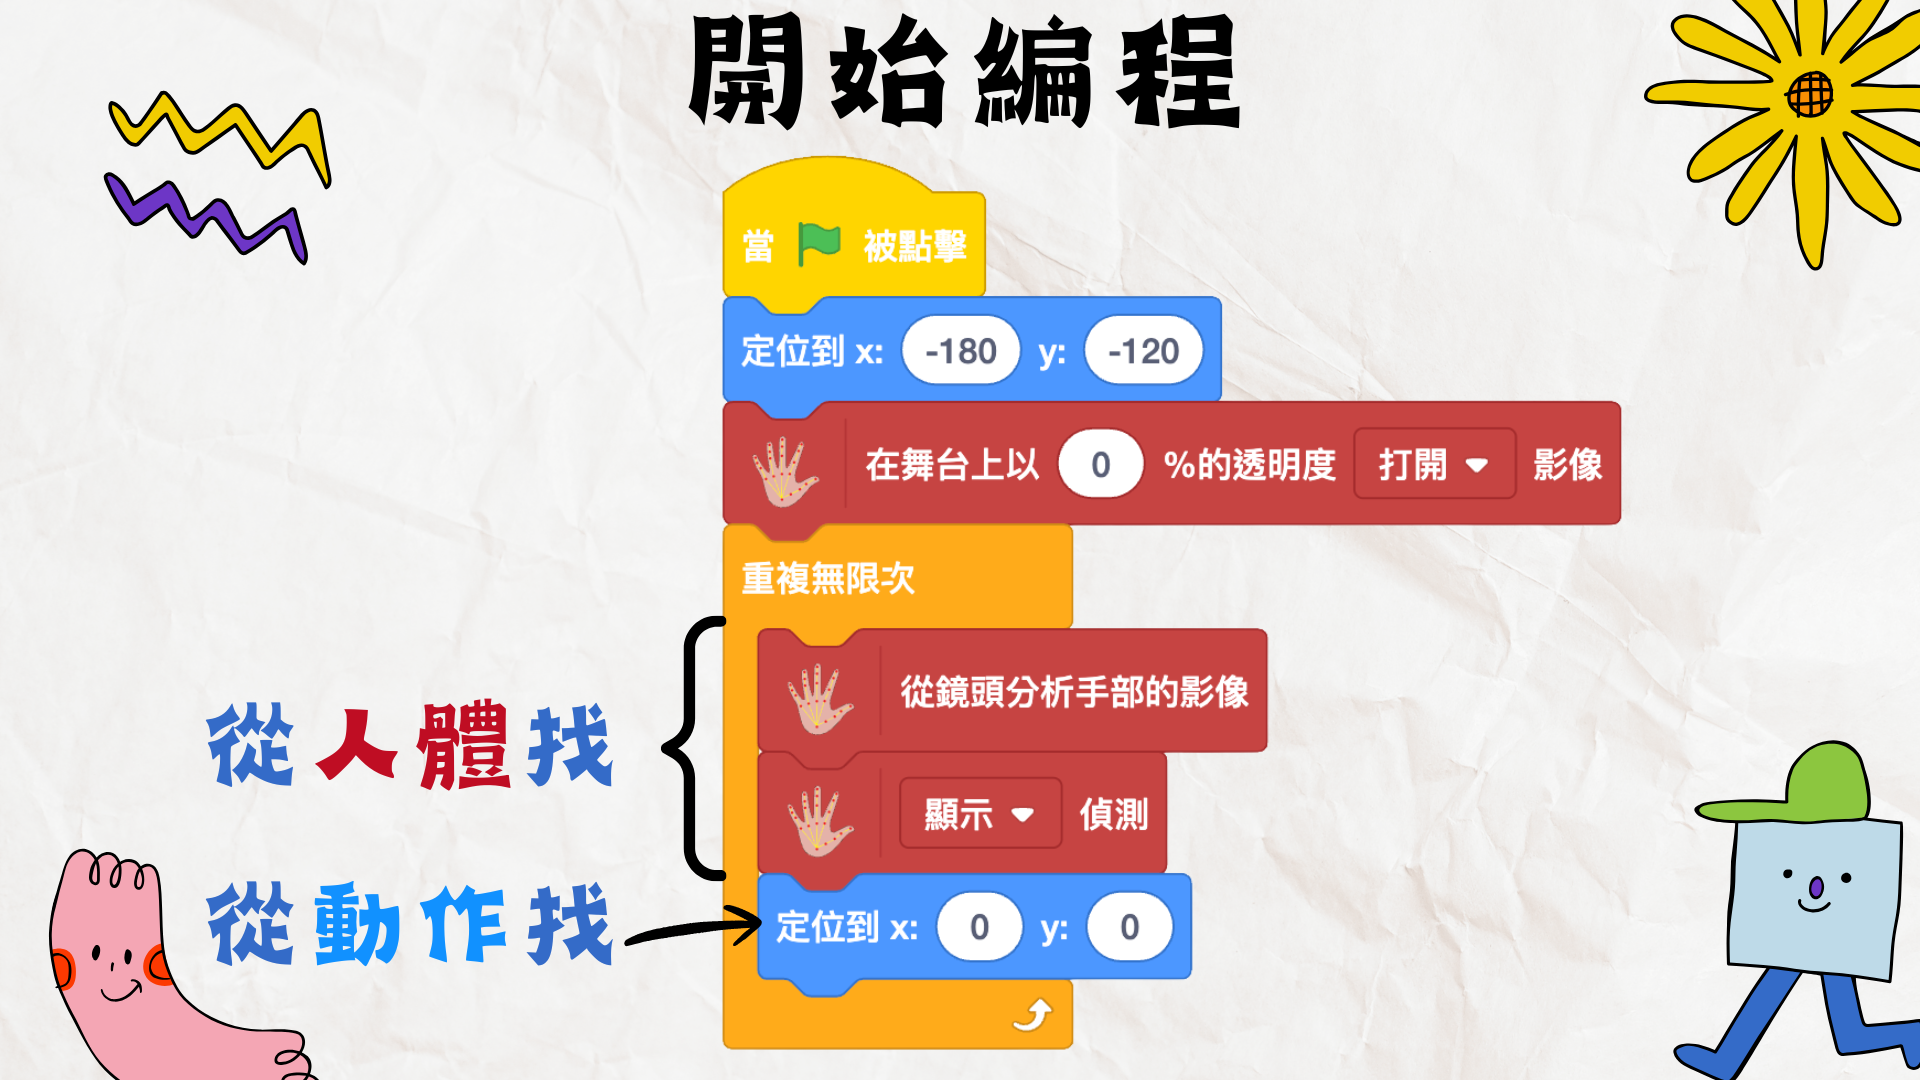 開始編程
當 被點擊
定位到 x: -180 y: -120
在舞台上以 0 %的透明度 打開 影像
重複無限次
從鏡頭分析手部的影像
從人體找
顯示 偵測
從動作找
定位到 x: 0 y: 0